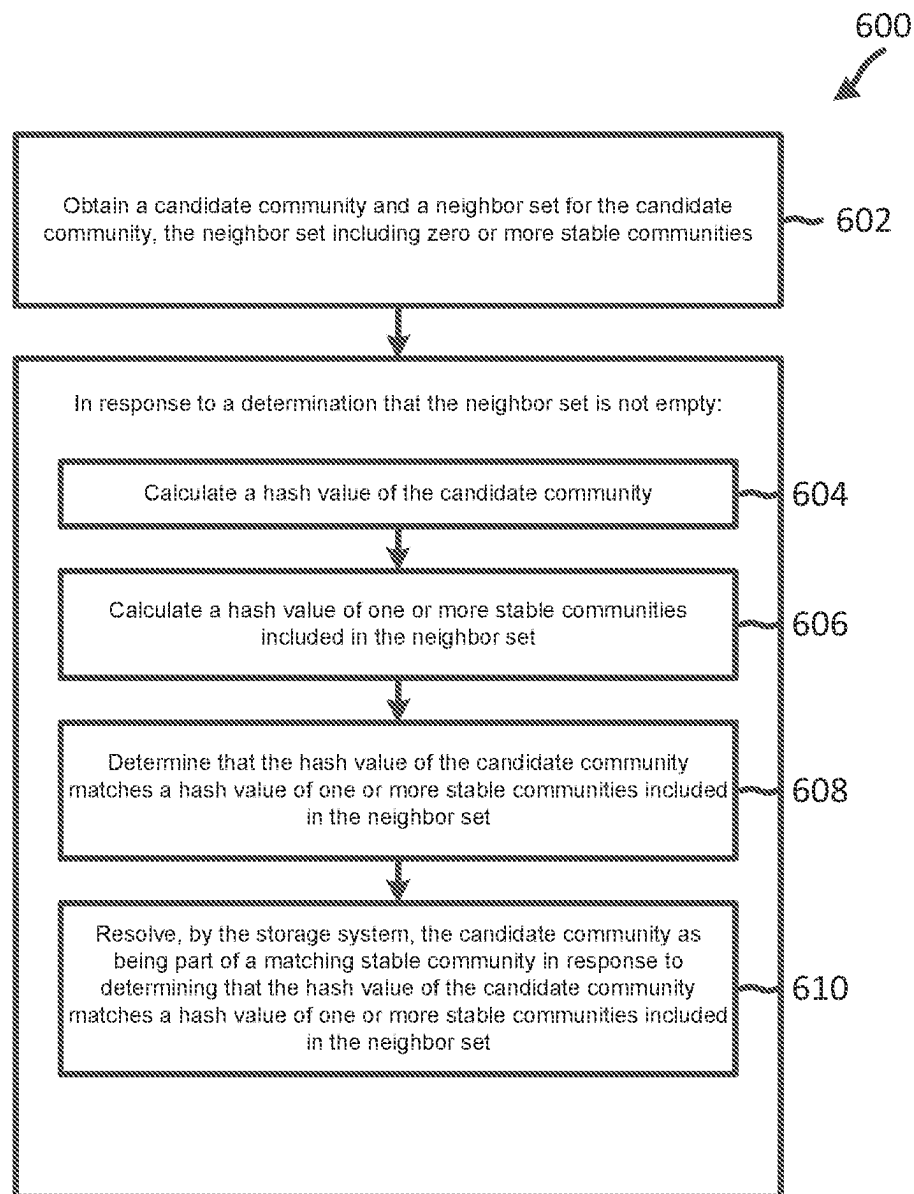 600
Obtain a candidate community and a neighbor set for the candidate
community, the neighbor set including zero or more stable communities
602
In response to a determination that the neighbor set is not empty:
Calculate a hash value of the candidate community
604
Calculate a hash value of one or more stable communities
included in the neighbor set
606
Determine that the hash value of the candidate community
matches a hash value of one or more stable communities included
in the neighbor set
608
Resolve, by the storage system, the candidate community as
being part of a matching stable community in response to
determining that the hash value of the candidate community
matches a hash value of one or more stable communities included
in the neighbor set
610